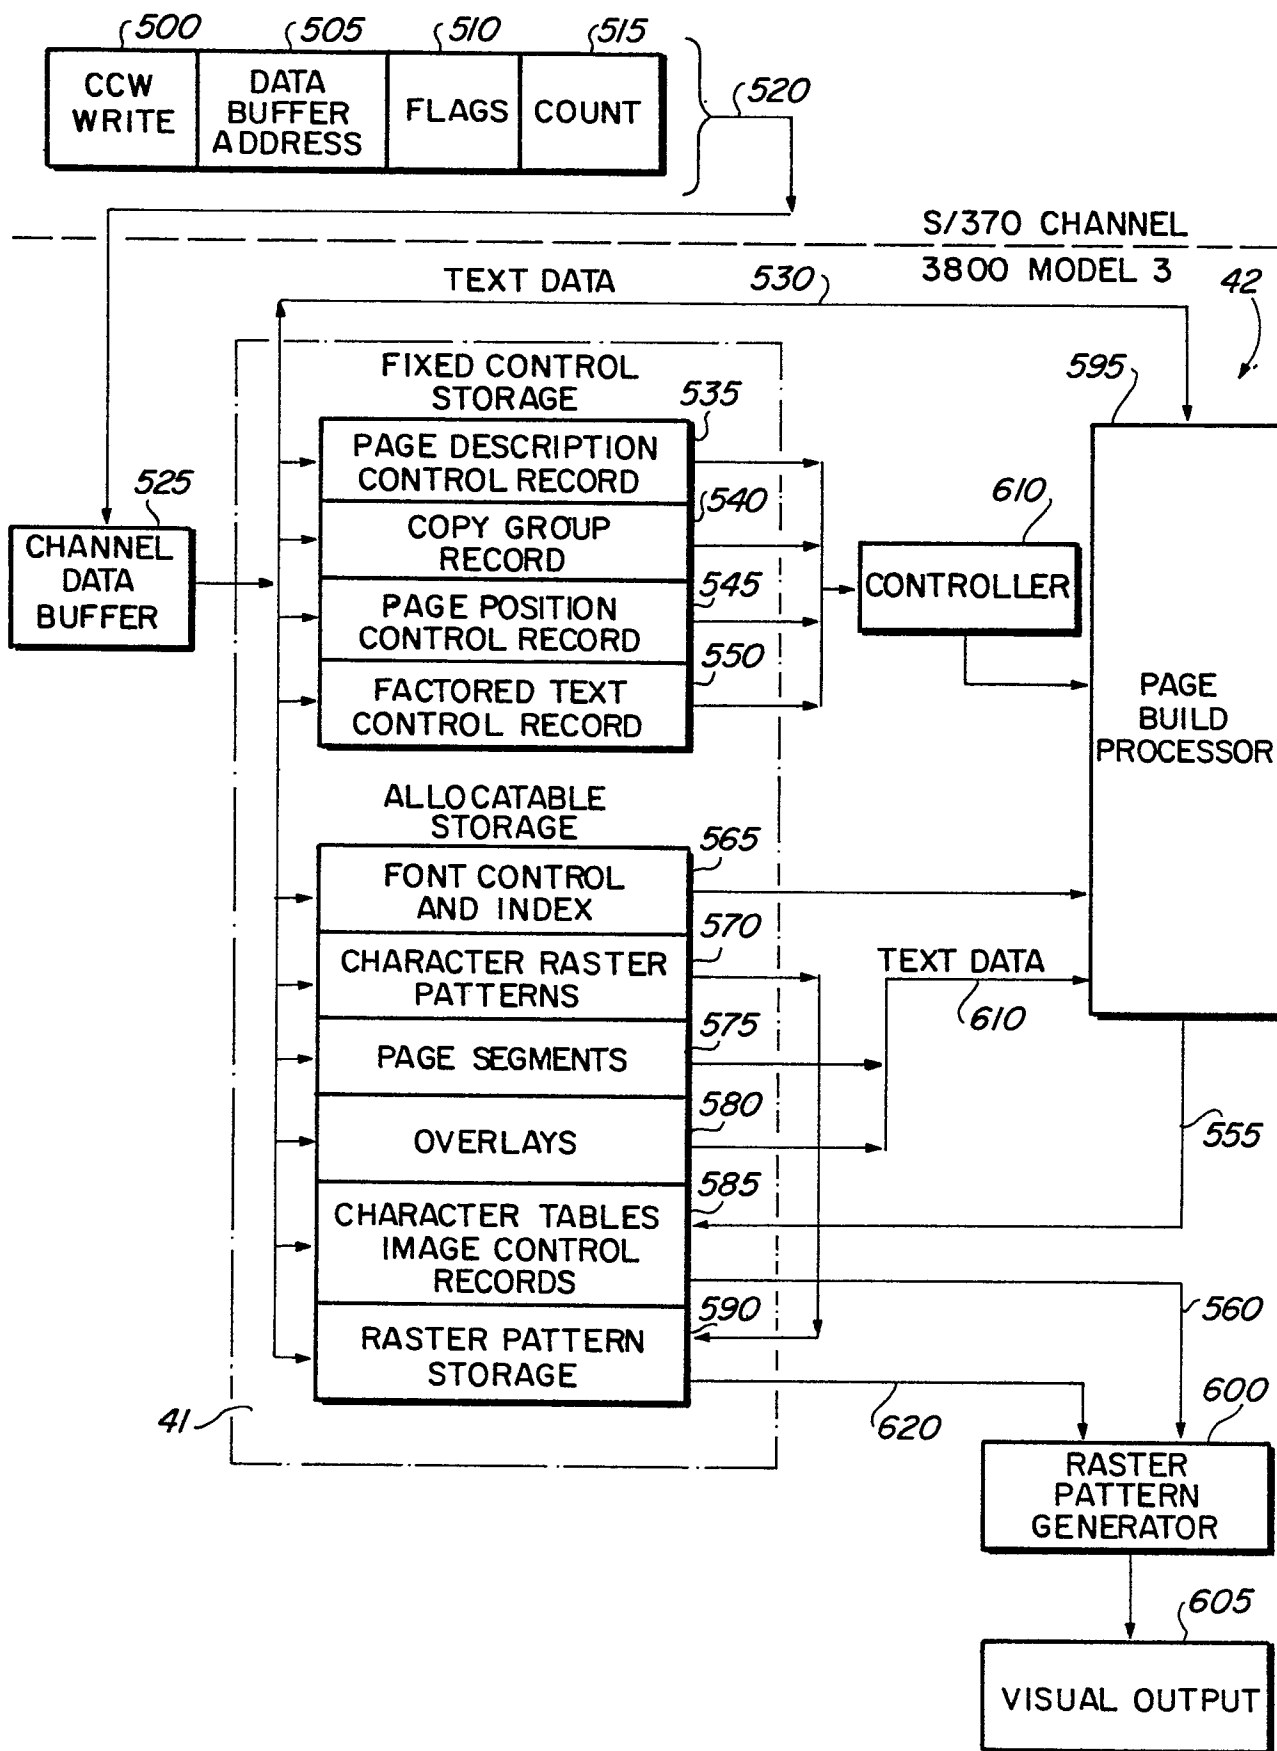 500
505
510
515
CCW
WRITE
DATA
BUFFER
ADDRESS
FLAGS
COUNT
520
S/370 CHANNEL
3800 MODEL 3
TEXT DATA
530
42
FIXED CONTROL
STORAGE
535
595
PAGE DESCRIPTION
CONTROL RECORD
540
610
525
CHANNEL
DATA
BUFFER
COPY GROUP
RECORD
CONTROLLER
545
PAGE POSITION
CONTROL RECORD
550
FACTORED TEXT
CONTROL RECORD
PAGE
BUILD
PROCESSOR
ALLOCATABLE
STORAGE
565
FONT CONTROL
AND INDEX
570
CHARACTER RASTER
PATTERNS
TEXT DATA
610
575
PAGE SEGMENTS
580
OVERLAYS
555
585
CHARACTER TABLES
IMAGE CONTROL
RECORDS
560
590
RASTER PATTERN
STORAGE
41
620
600
RASTER
PATTERN
GENERATOR
605
VISUAL OUTPUT